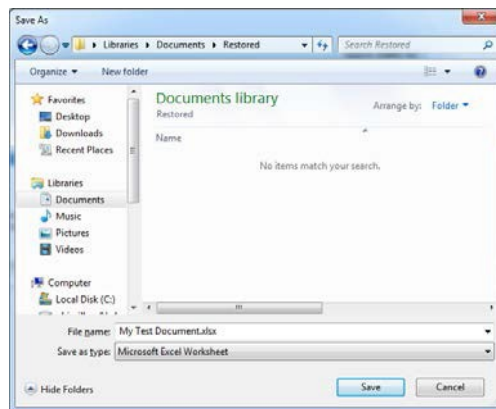 Save As
Libraries Documents Restored
Search Restored
Organize New folder
Favorites
Desktop
Downloads
Recent Places
Libraries
Documents
Music
Pictures
Videos
Computer
Local Disk (C:)
Documents library
Restored
Arrange by: Folder
Name
No items match your search.
File name: My Test Document.xlsx
Save as type: Microsoft Excel Worksheet
Hide Folders
Save
Cancel